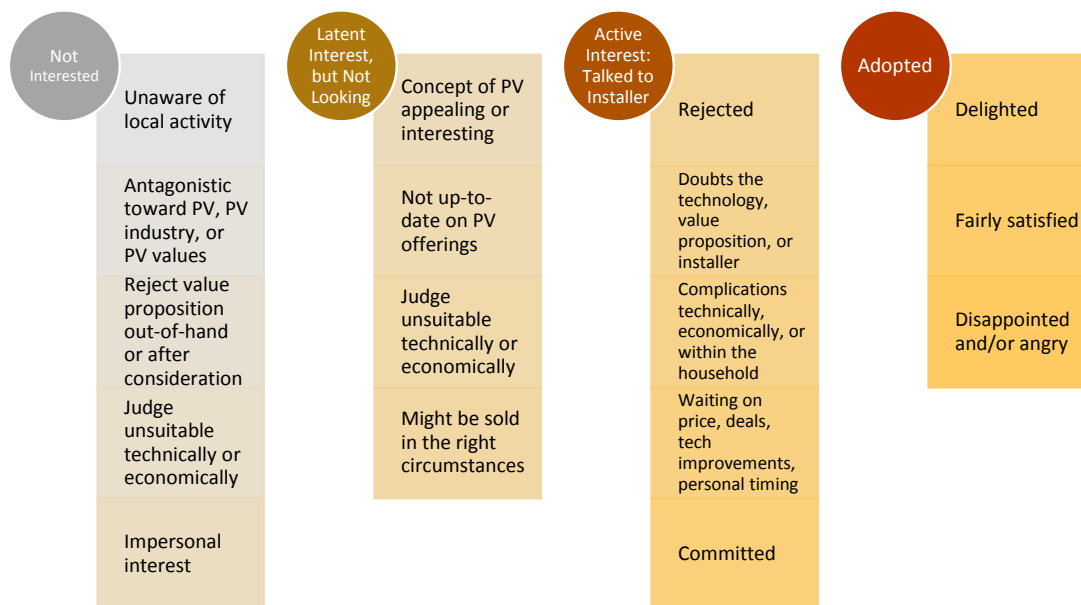 Not
Interested
Unaware of
local activity
Antagonistic
toward PV, PV
industry, or
PV values
Reject value
proposition
out-of-hand
or after
consideration
Judge
unsuitable
technically or
economically
Impersonal
interest
Latent
Interest,
but Not
Looking
Concept of PV
appealing or
interesting
Not up-to-
date on PV
offerings
Judge
unsuitable
technically or
economically
Might be sold
in the right
circumstances
Active
Interest:
Talked to
Installer
Rejected
Doubts the
technology,
value
proposition, or
installer
Complications
technically,
economically, or
within the
household
Waiting on
price, deals,
tech
improvements,
personal timing
Committed
Adopted
Delighted
Fairly satisfied
Disappointed
and/or angry